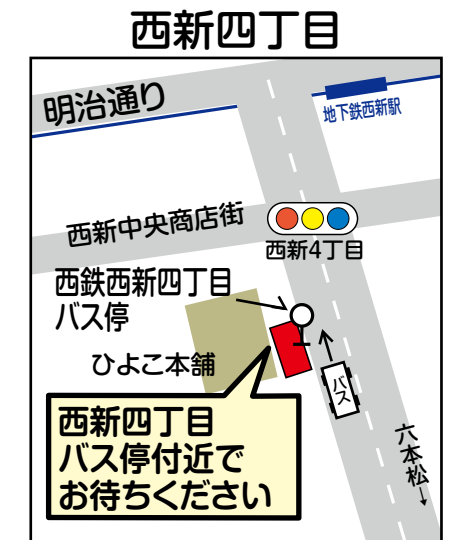 西新四丁目
明治通り
地下鉄西新駅
西新中央商店街
西新4丁目
西鉄西新四丁目
バス停
ひよこ本舗
バス
西新四丁目
バス停付近で
お待ちください
六本松→